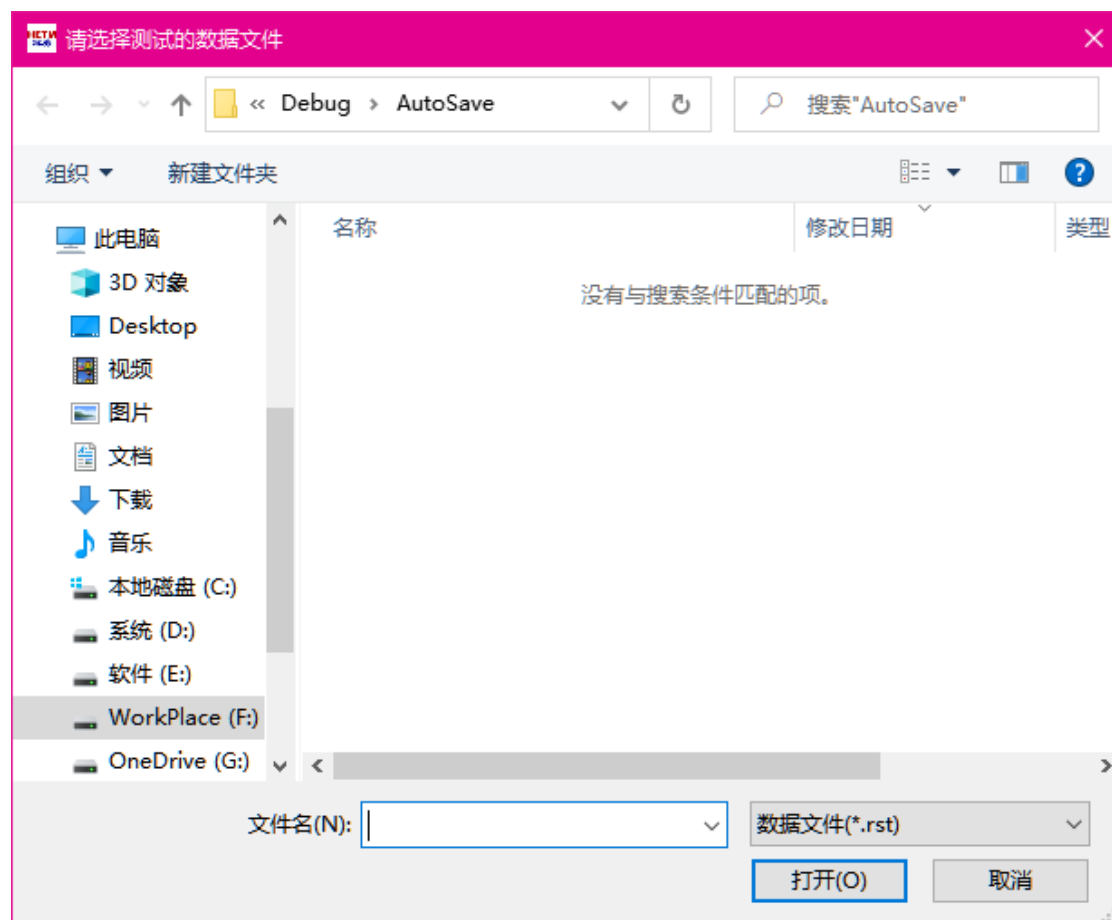 请选择测试的数据文件
« Debug › AutoSave
搜索"AutoSave"
组织 新建文件夹
名称 修改日期 类型
没有与搜索条件匹配的项。
此电脑
3D 对象
Desktop
视频
图片
文档
下载
音乐
本地磁盘 (C:)
系统 (D:)
软件 (E:)
WorkPlace (F:)
OneDrive (G:)
文件名(N): 数据文件(*.rst)
打开(O) 取消